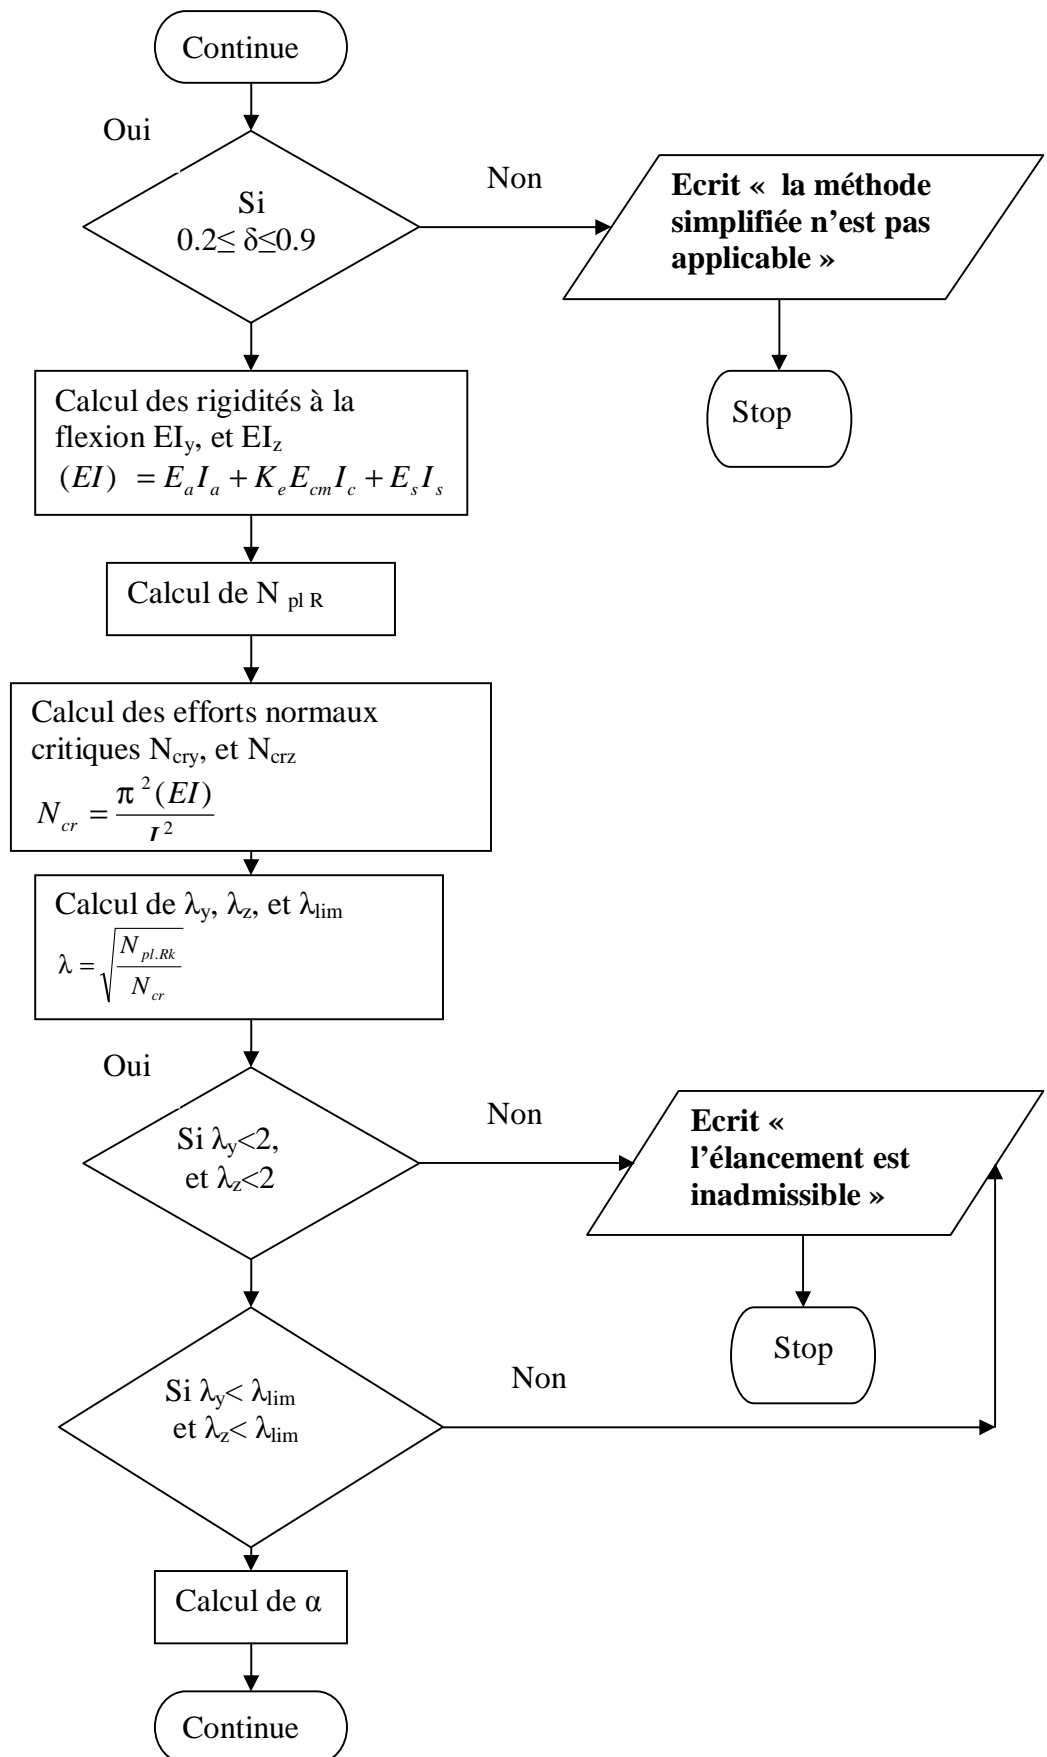 Continue
Oui
Non
Si
0.2≤ δ≤0.9
Ecrit «  la méthode
simplifiée n’est pas
applicable »
Stop
Calcul des rigidités à la
flexion EIy, et EIz
(EI) = EaIa + KeEcmIc + EsIs
Calcul de N pl R
Calcul des efforts normaux
critiques Ncry, et Ncrz
Ncr = π²(EI) / l²
Calcul de λy, λz, et λlim
λ = √(Npl.Rk / Ncr)
Oui
Non
Si λy<2,
et λz<2
Ecrit «
l’élancement est
inadmissible »
Stop
Si λy< λlim
et λz< λlim
Non
Calcul de α
Continue